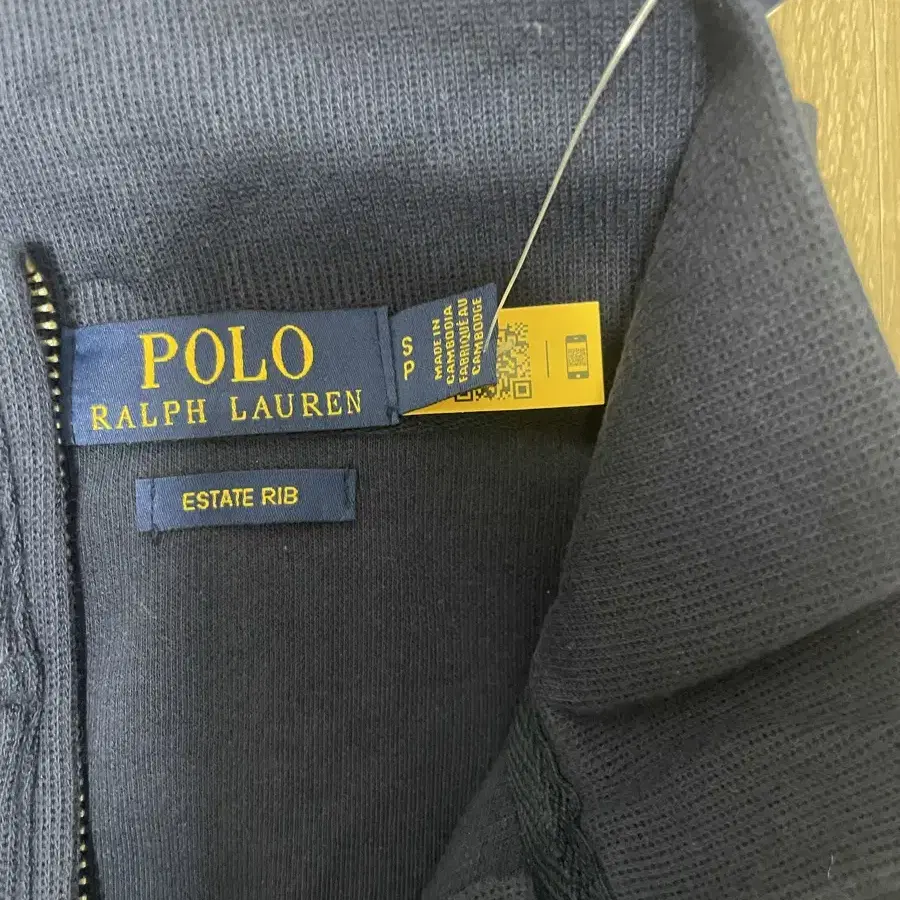 POLO
RALPH LAUREN
S
P
MADE IN
CAMBODIA
FABRIQUÉ AU
CAMBODGE
ESTATE RIB